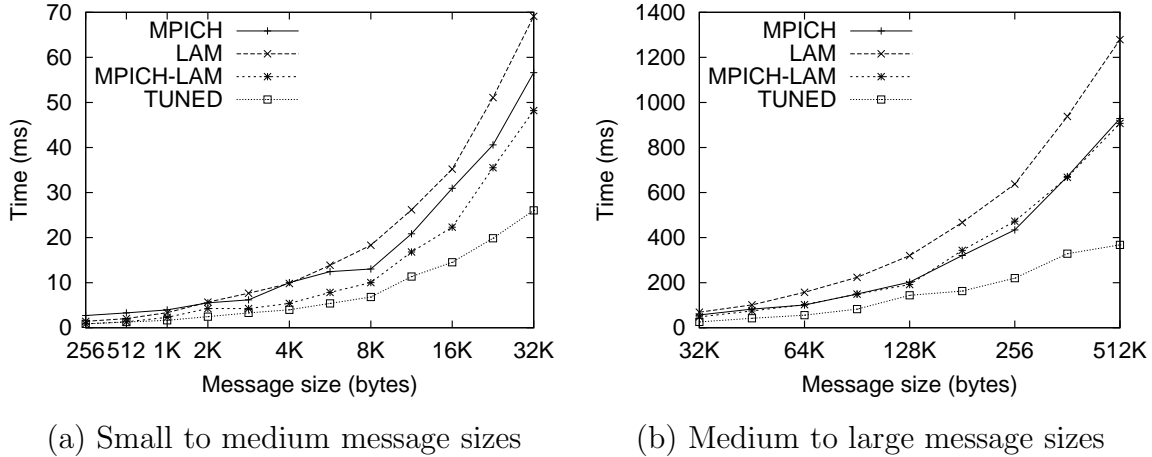 70
60
50
40
30
20
10
0
Time (ms)
MPICH
LAM
MPICH-LAM
TUNED
256 512 1K 2K 4K 8K 16K 32K
Message size (bytes)
(a) Small to medium message sizes
1400
1200
1000
800
600
400
200
0
Time (ms)
MPICH
LAM
MPICH-LAM
TUNED
32K 64K 128K 256 512K
Message size (bytes)
(b) Medium to large message sizes